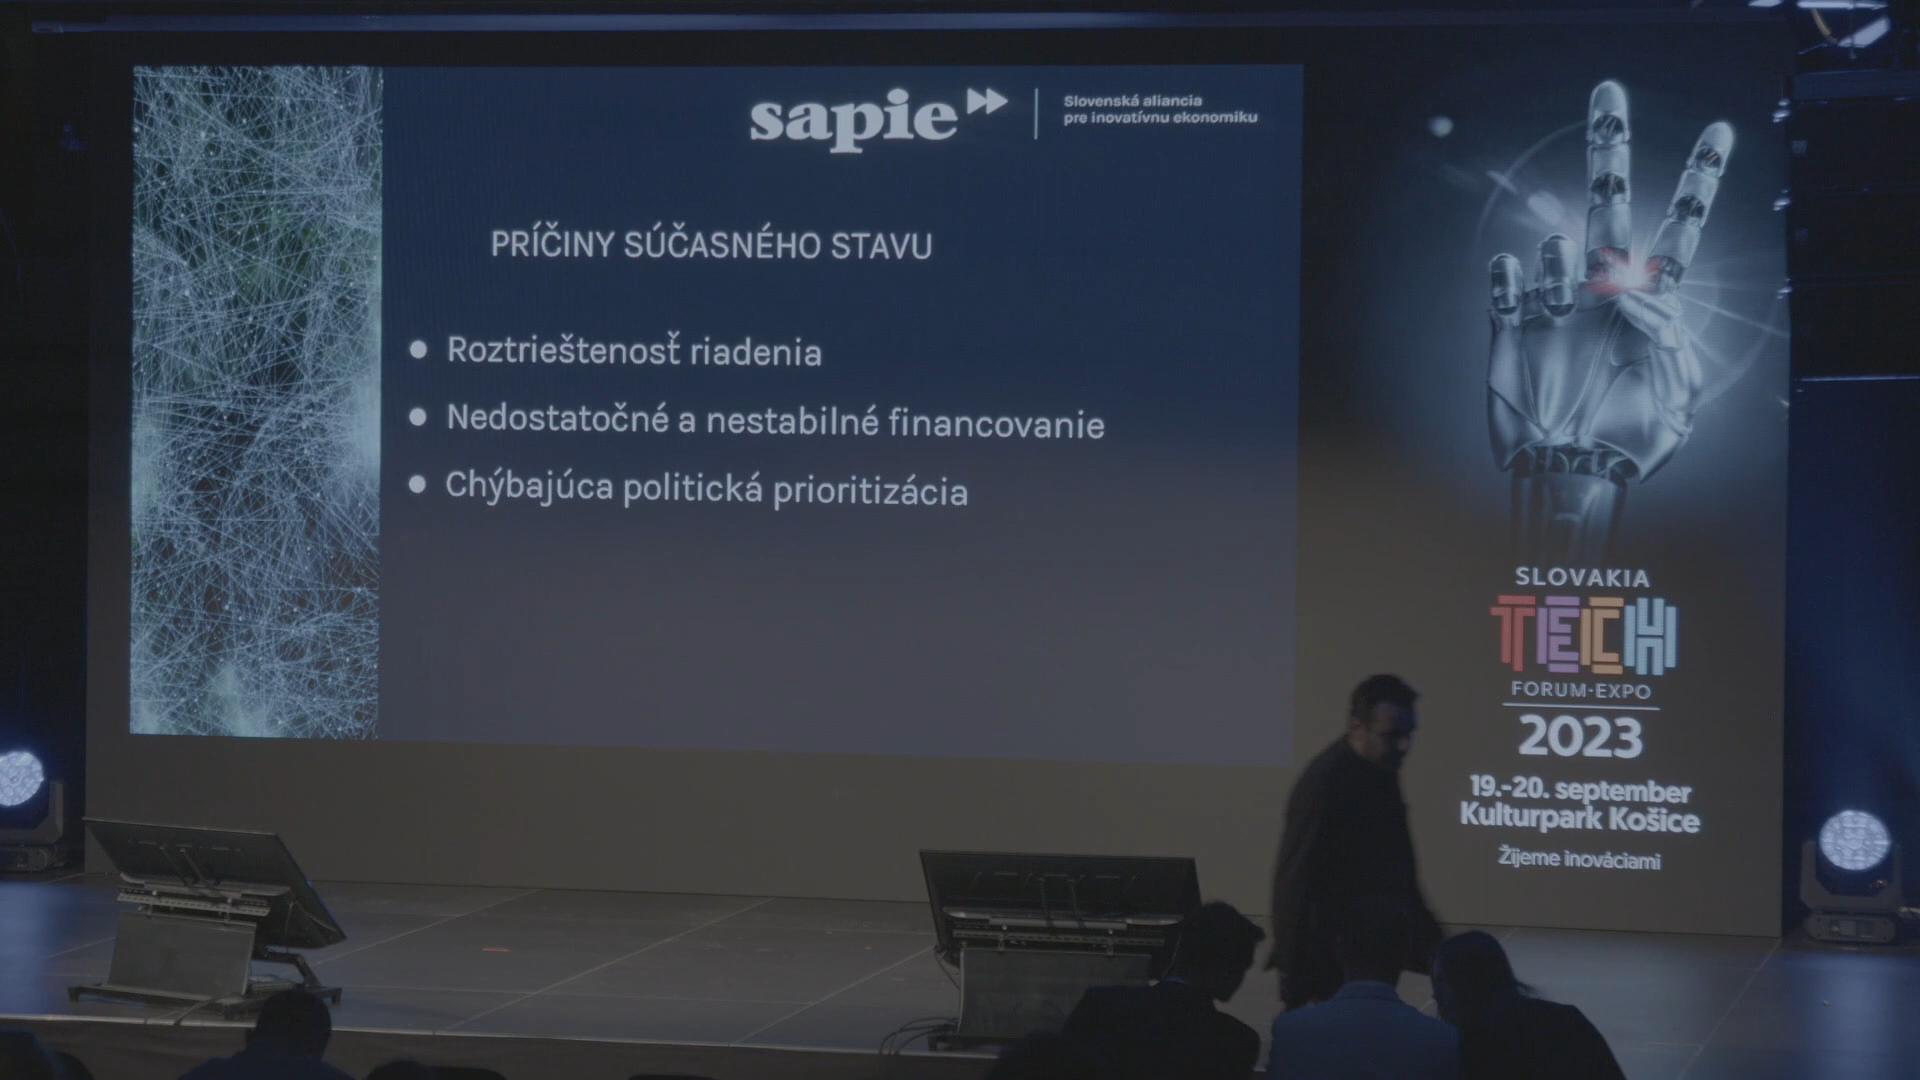 sapie
Slovenská aliancia
pre inovatívnu ekonomiku
PRÍČINY SÚČASNÉHO STAVU
Roztrieštenosť riadenia
Nedostatočné a nestabilné financovanie
Chýbajúca politická prioritizácia
SLOVAKIA
TECH
FORUM-EXPO
2023
19.-20. september
Kulturpark Košice
Žijeme inováciami